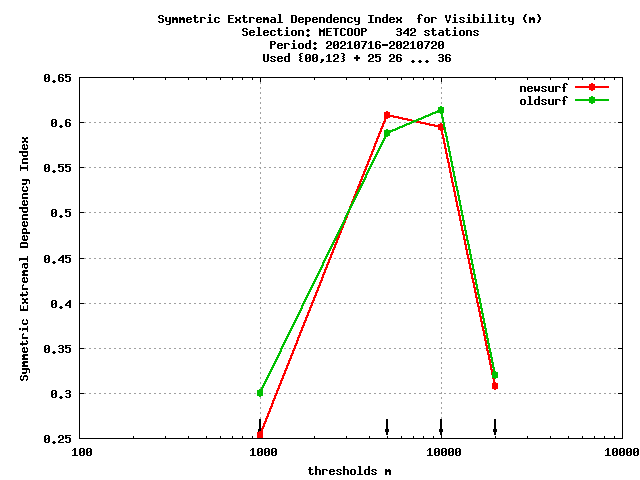 Symmetric Extremal Dependency Index  for Visibility (m)
Selection: METCOOP    342 stations
Period: 20210716-20210720
Used {00,12} + 25 26 ... 36
newsurf
oldsurf
Symmetric Extremal Dependency Index
0.65
0.6
0.55
0.5
0.45
0.4
0.35
0.3
0.25
100
1000
10000
10000
thresholds m